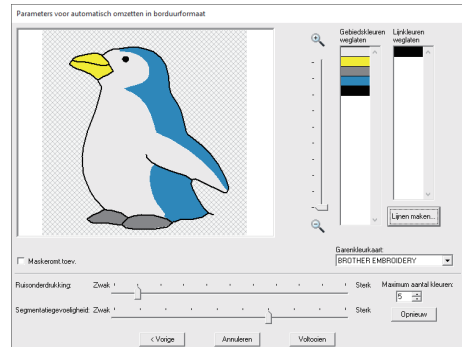 Parameters voor automatisch omzetten in borduurformaat
Gebiedskleuren weglaten
Lijnkleuren weglaten
Lijnen maken...
Garenkleurkaart:
BROTHER EMBROIDERY
Maskeromt.toev.
Ruisonderdrukking: Zwak Sterk
Maximum aantal kleuren:
5
Segmentatiegevoeligheid: Zwak Sterk
Opnieuw
< Vorige Annuleren Voltooien